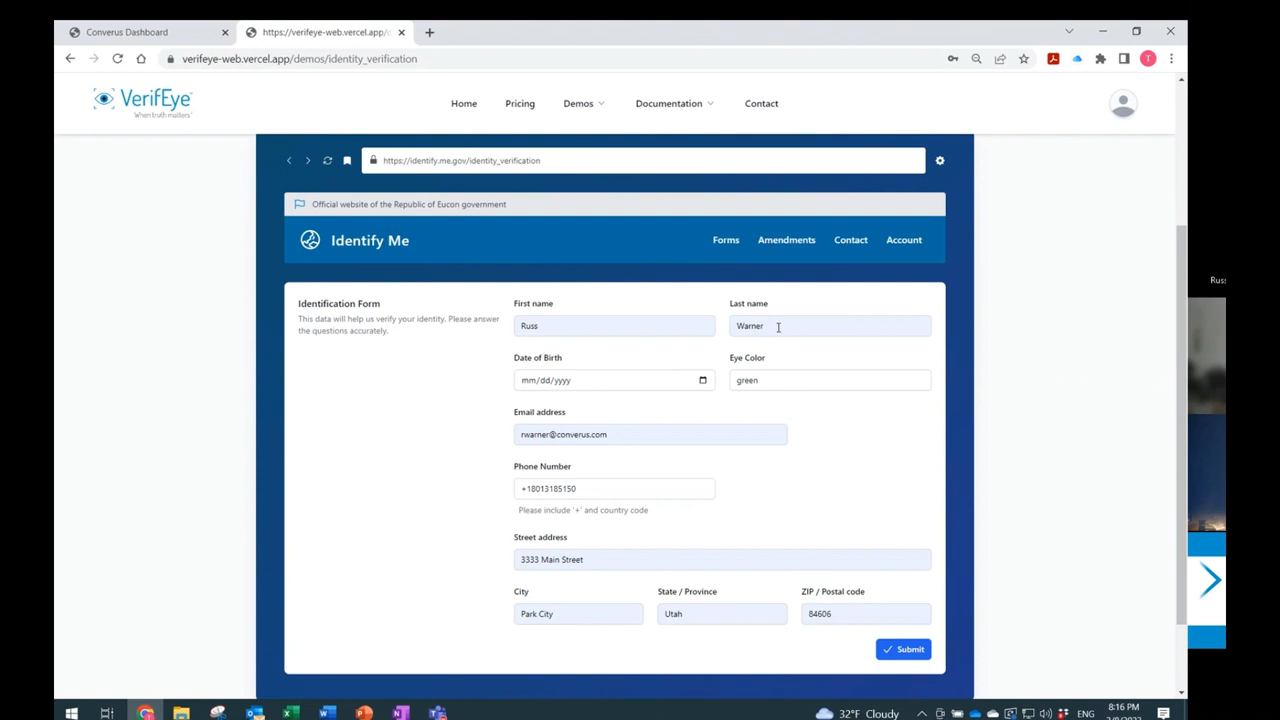 Converus Dashboard
https://verifeye-web.vercel.app/
verifeye-web.vercel.app/demos/identity_verification
T
VerifEye
When truth matters
Home Pricing Demos Documentation Contact
https://identify.me.gov/identity_verification
Official website of the Republic of Eucon government
Identify Me
Forms Amendments Contact Account
Identification Form
This data will help us verify your identity. Please answer
the questions accurately.
First name Last name
Russ Warner
Date of Birth Eye Color
mm/dd/yyyy green
Email address
rwarner@converus.com
Phone Number
+18013185150
Please include '+' and country code
Street address
3333 Main Street
City State / Province ZIP / Postal code
Park City Utah 84606
Submit
Russ
32°F Cloudy
ENG
8:16 PM